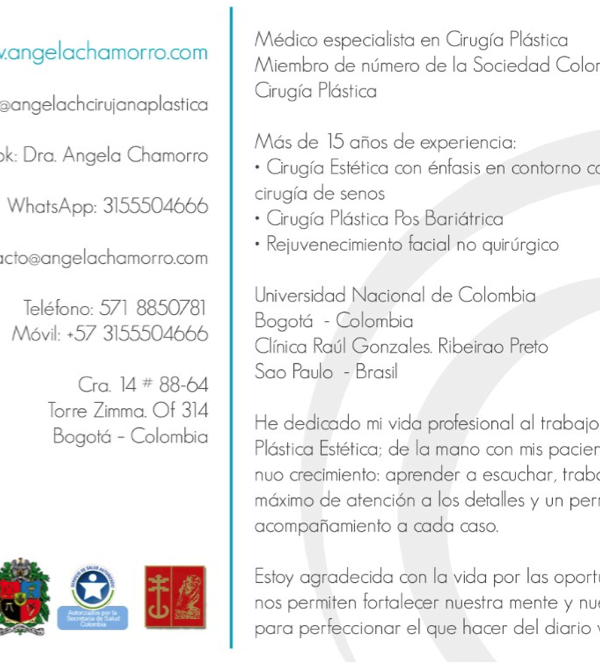 .angelachamorro.com
@angelachcirujanaplastica
ok: Dra. Angela Chamorro
WhatsApp: 3155504666
acto@angelachamorro.com
Teléfono: 571 8850781
Móvil: +57 3155504666
Cra. 14 # 88-64
Torre Zimma. Of 314
Bogotá – Colombia
SERVICIO DE SALUD AUTORIZADO
Autorizados por la
Secretaría de Salud
Colombia
Médico especialista en Cirugía Plástica
Miembro de número de la Sociedad Colom
Cirugía Plástica
Más de 15 años de experiencia:
• Cirugía Estética con énfasis en contorno co
cirugía de senos
• Cirugía Plástica Pos Bariátrica
• Rejuvenecimiento facial no quirúrgico
Universidad Nacional de Colombia
Bogotá - Colombia
Clínica Raúl Gonzales. Ribeirao Preto
Sao Paulo - Brasil
He dedicado mi vida profesional al trabajo
Plástica Estética; de la mano con mis pacien
nuo crecimiento: aprender a escuchar, traba
máximo de atención a los detalles y un per
acompañamiento a cada caso.
Estoy agradecida con la vida por las oportu
nos permiten fortalecer nuestra mente y nue
para perfeccionar el que hacer del diario v